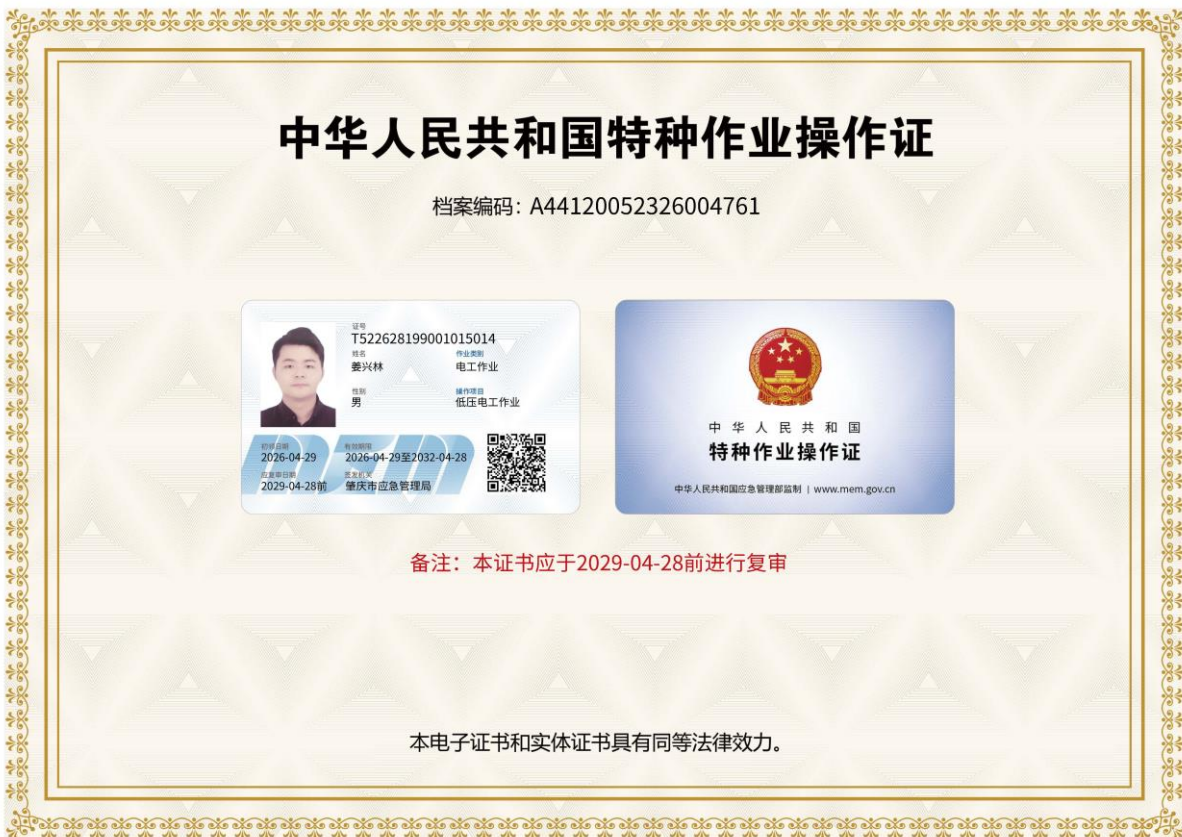 中华人民共和国特种作业操作证
档案编码：A44120052326004761
证号
T522628199001015014
姓名 作业类别
姜兴林 电工作业
性别 操作项目
男 低压电工作业
初领日期 有效期限
2026-04-29 2026-04-29至2032-04-28
应复审日期 签发机关
2029-04-28前 肇庆市应急管理局
中华人民共和国
特种作业操作证
中华人民共和国应急管理部监制 | www.mem.gov.cn
备注：本证书应于2029-04-28前进行复审
本电子证书和实体证书具有同等法律效力。